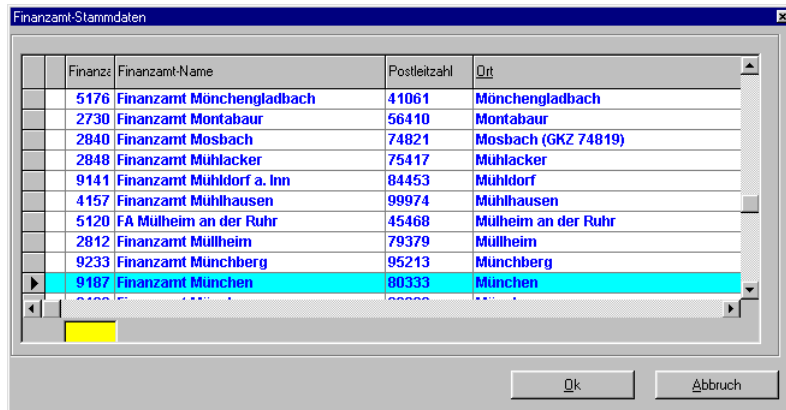 Finanzamt-Stammdaten
Finanza Finanzamt-Name Postleitzahl Ort
5176 Finanzamt Mönchengladbach 41061 Mönchengladbach
2730 Finanzamt Montabaur 56410 Montabaur
2840 Finanzamt Mosbach 74821 Mosbach (GKZ 74819)
2848 Finanzamt Mühlacker 75417 Mühlacker
9141 Finanzamt Mühldorf a. Inn 84453 Mühldorf
4157 Finanzamt Mühlhausen 99974 Mühlhausen
5120 FA Mülheim an der Ruhr 45468 Mülheim an der Ruhr
2812 Finanzamt Müllheim 79379 Müllheim
9233 Finanzamt Münchberg 95213 Münchberg
9187 Finanzamt München 80333 München
Ok Abbruch